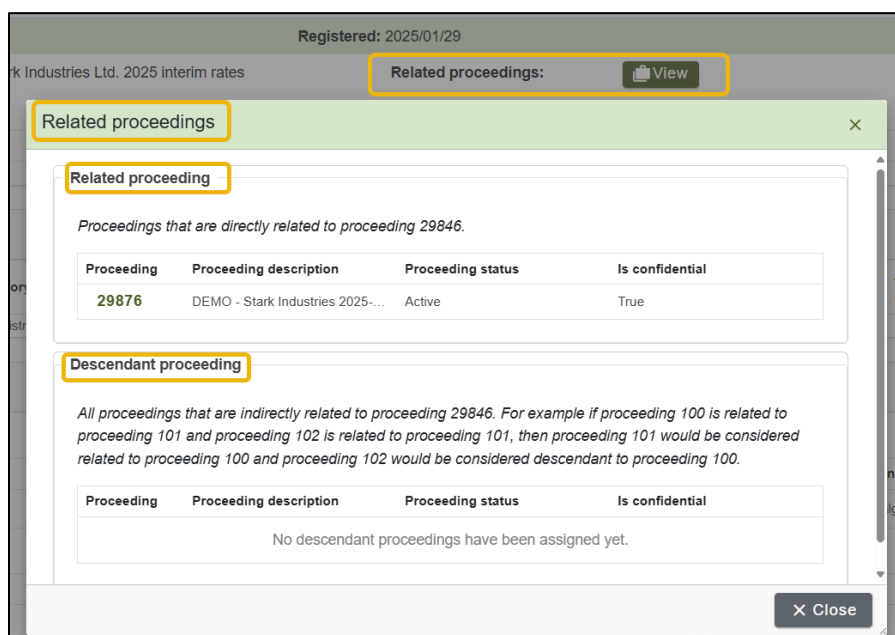 Registered: 2025/01/29
rk Industries Ltd. 2025 interim rates Related proceedings: View
Related proceedings ×
Related proceeding
Proceedings that are directly related to proceeding 29846.
Proceeding Proceeding description Proceeding status Is confidential
29876 DEMO - Stark Industries 2025-... Active True
Descendant proceeding
All proceedings that are indirectly related to proceeding 29846. For example if proceeding 100 is related to
proceeding 101 and proceeding 102 is related to proceeding 101, then proceeding 101 would be considered
related to proceeding 100 and proceeding 102 would be considered descendant to proceeding 100.
Proceeding Proceeding description Proceeding status Is confidential
No descendant proceedings have been assigned yet.
× Close